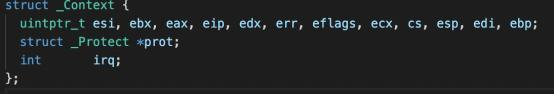 struct _Context {
  uintptr_t esi, ebx, eax, eip, edx, err, eflags, ecx, cs, esp, edi, ebp;
  struct _Protect *prot;
  int       irq;
};